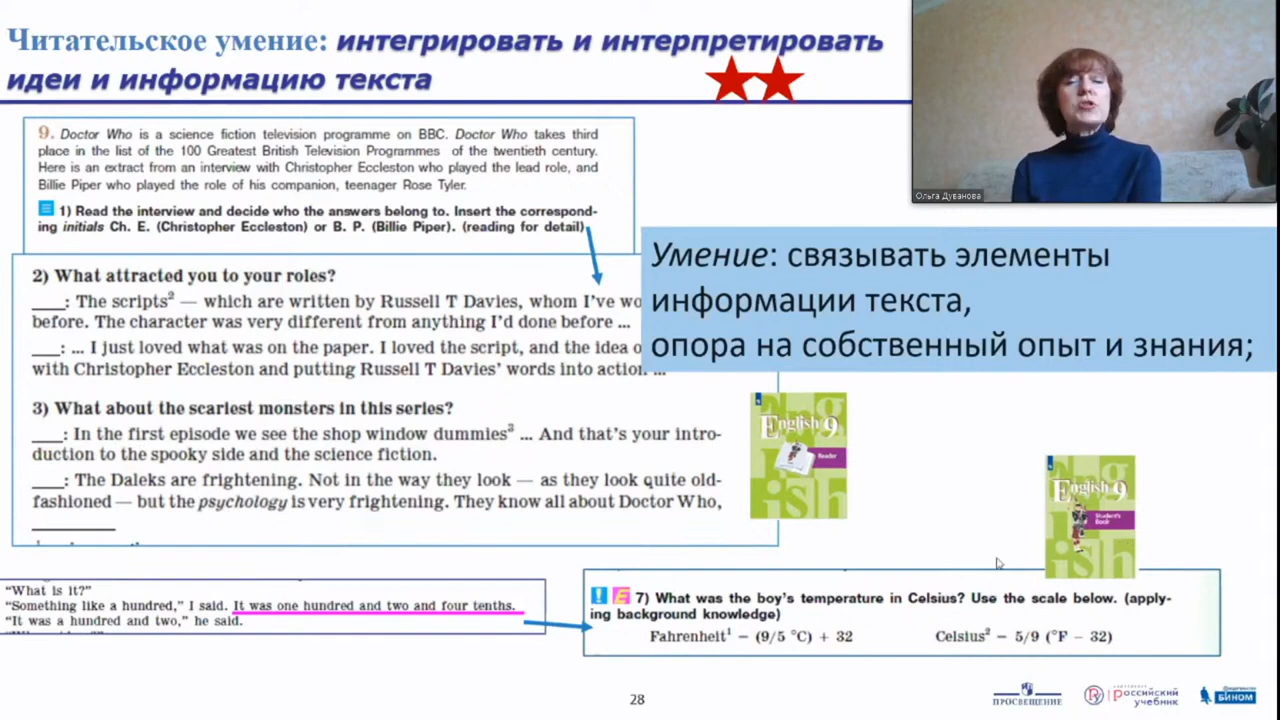 Читательское умение: интегрировать и интерпретировать
идеи и информацию текста
Ольга Дуванова
9. Doctor Who is a science fiction television programme on BBC. Doctor Who takes third
place in the list of the 100 Greatest British Television Programmes of the twentieth century.
Here is an extract from an interview with Christopher Eccleston who played the lead role, and
Billie Piper who played the role of his companion, teenager Rose Tyler.
1) Read the interview and decide who the answers belong to. Insert the correspond-
ing initials Ch. E. (Christopher Eccleston) or B. P. (Billie Piper). (reading for detail)
Умение: связывать элементы
информации текста,
опора на собственный опыт и знания;
2) What attracted you to your roles?
___: The scripts² — which are written by Russell T Davies, whom I've wo
before. The character was very different from anything I'd done before ...
___: ... I just loved what was on the paper. I loved the script, and the idea o
with Christopher Eccleston and putting Russell T Davies' words into action ...
3) What about the scariest monsters in this series?
___: In the first episode we see the shop window dummies³ ... And that's your intro-
duction to the spooky side and the science fiction.
___: The Daleks are frightening. Not in the way they look — as they look quite old-
fashioned — but the psychology is very frightening. They know all about Doctor Who,
English 9
Reader
English 9
Student's
Book
"What is it?"
"Something like a hundred," I said. It was one hundred and two and four tenths.
"It was a hundred and two," he said.
7) What was the boy's temperature in Celsius? Use the scale below. (apply-
ing background knowledge)
Fahrenheit¹ = (9/5 °C) + 32
Celsius² = 5/9 (°F − 32)
28
ПРОСВЕЩЕНИЕ
российский
учебник
БИНОМ